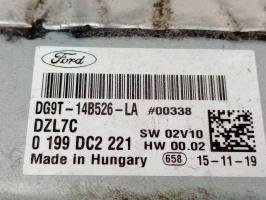 Ford
DG9T-14B526-LA #00338
DZL7C SW 02V10
0 199 DC2 221 HW 00.02
Made in Hungary 658 15-11-19